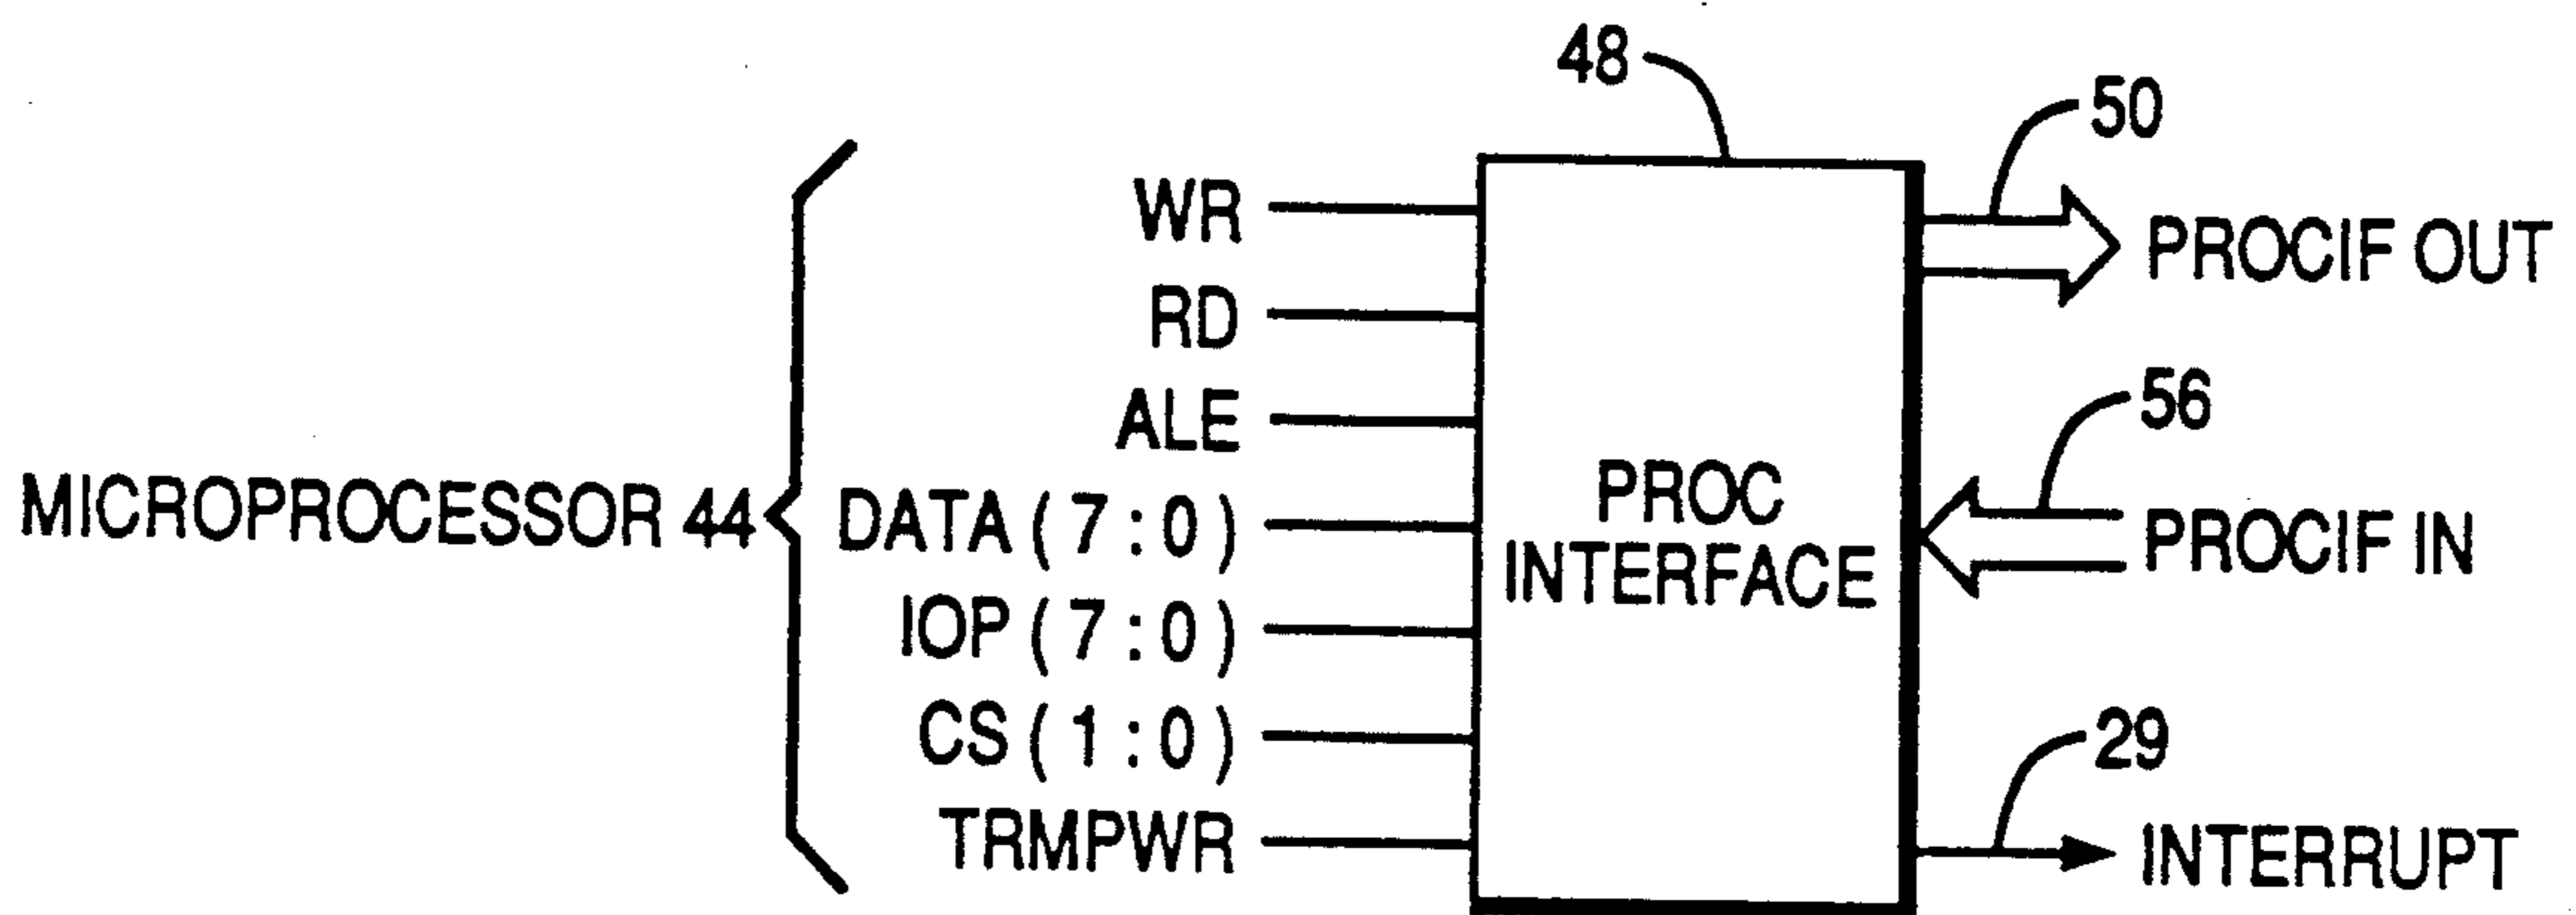 48
50
WR
PROCIF OUT
RD
ALE
56
MICROPROCESSOR 44
DATA ( 7 : 0 )
PROC
INTERFACE
PROCIF IN
IOP ( 7 : 0 )
CS ( 1 : 0 )
29
TRMPWR
INTERRUPT